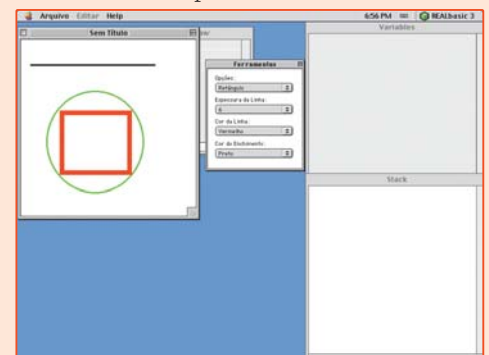 Arquivo Editar Help 6:56 PM REALbasic 3
Sem Título
Variables
Ferramentas
Opções:
Retângulo
Espessura da Linha:
6
Cor da Linha:
Vermelho
Cor do Enchimento:
Preto
Stack